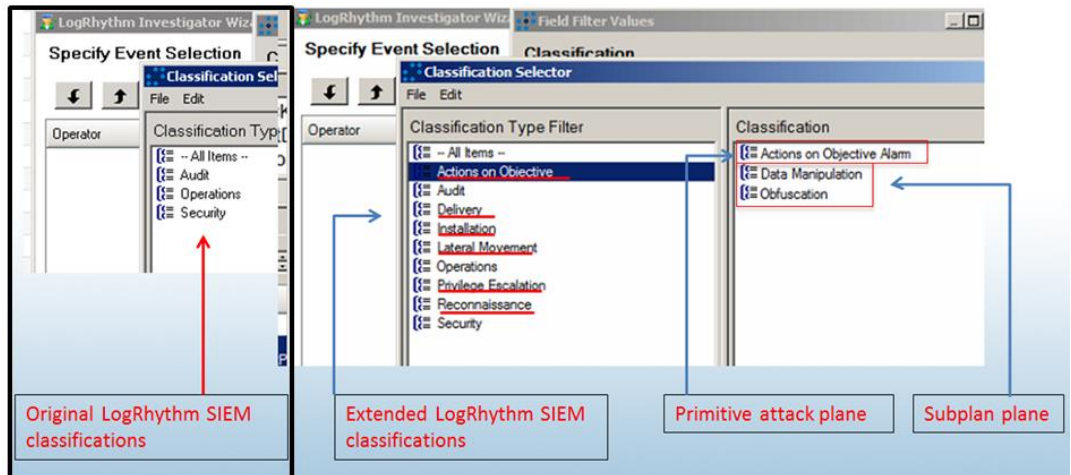 LogRhythm Investigator Wiz
Specify Event Selection
Classification Sel
File Edit
Operator
Classification Typ
-- All Items --
Audit
Operations
Security
Original LogRhythm SIEM
classifications
LogRhythm Investigator Wiz
Field Filter Values
Specify Event Selection
Classification
Classification Selector
File Edit
Operator
Classification Type Filter
-- All Items --
Actions on Objective
Audit
Delivery
Installation
Lateral Movement
Operations
Privilege Escalation
Reconnaissance
Security
Classification
Actions on Objective Alarm
Data Manipulation
Obfuscation
Extended LogRhythm SIEM
classifications
Primitive attack plane
Subplan plane